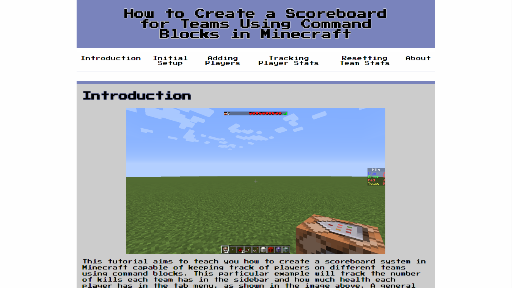 How to Create a Scoreboard
for Teams Using Command
Blocks in Minecraft
Introduction
Initial
Setup
Adding
Players
Tracking
Player Stats
Resetting
Team Stats
About
Introduction
This tutorial aims to teach you how to create a scoreboard system in
Minecraft capable of keeping track of players on different teams
using command blocks. This particular example will track the number
of kills each team has in the sidebar and how much health each
player has in the tab menu, as shown in the image above. A general